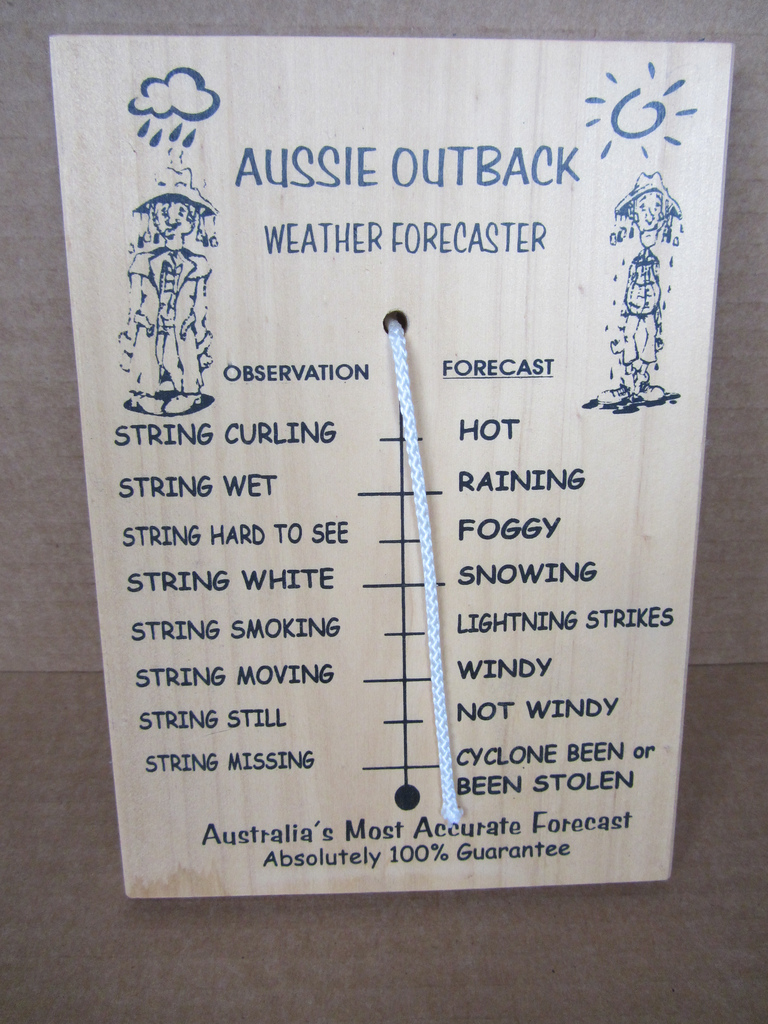 AUSSIE OUTBACK
WEATHER FORECASTER
OBSERVATION FORECAST
STRING CURLING HOT
STRING WET RAINING
STRING HARD TO SEE FOGGY
STRING WHITE SNOWING
STRING SMOKING LIGHTNING STRIKES
STRING MOVING WINDY
STRING STILL NOT WINDY
STRING MISSING CYCLONE BEEN or
BEEN STOLEN
Australia's Most Accurate Forecast
Absolutely 100% Guarantee